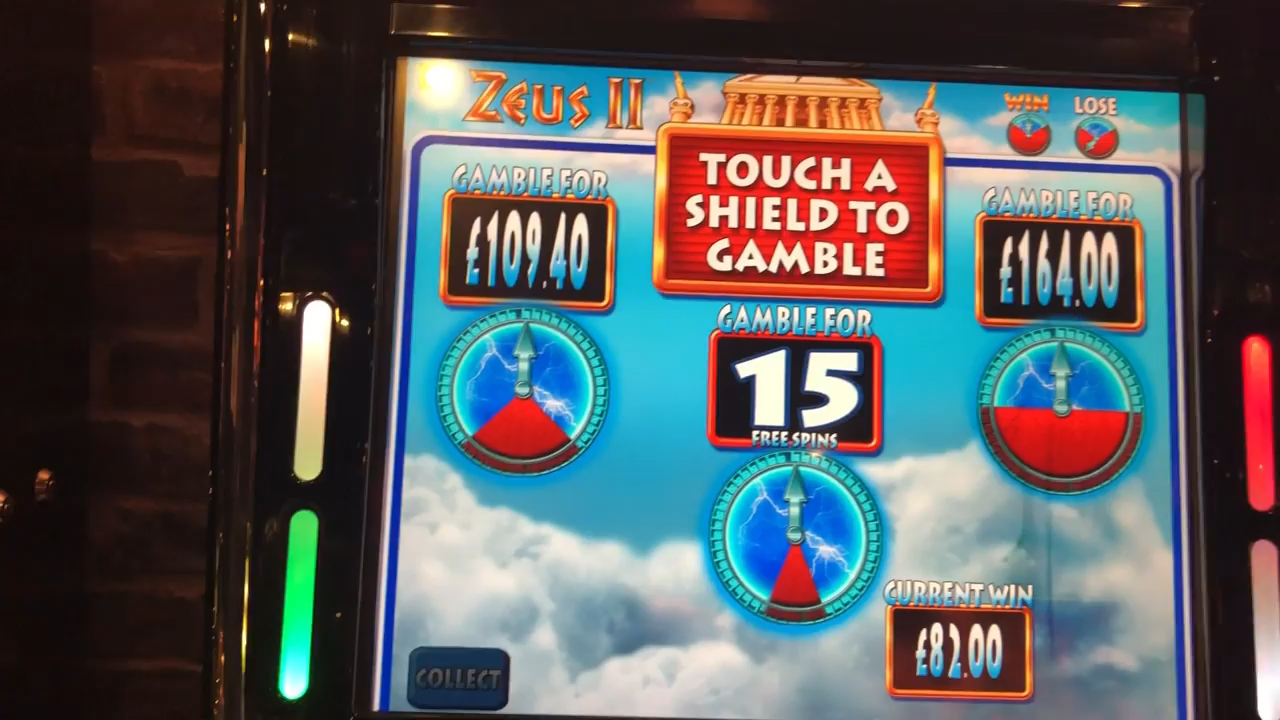 ZEUS II
WIN
LOSE
GAMBLE FOR
£109.40
TOUCH A
SHIELD TO
GAMBLE
GAMBLE FOR
£164.00
GAMBLE FOR
15
FREE SPINS
CURRENT WIN
£82.00
COLLECT